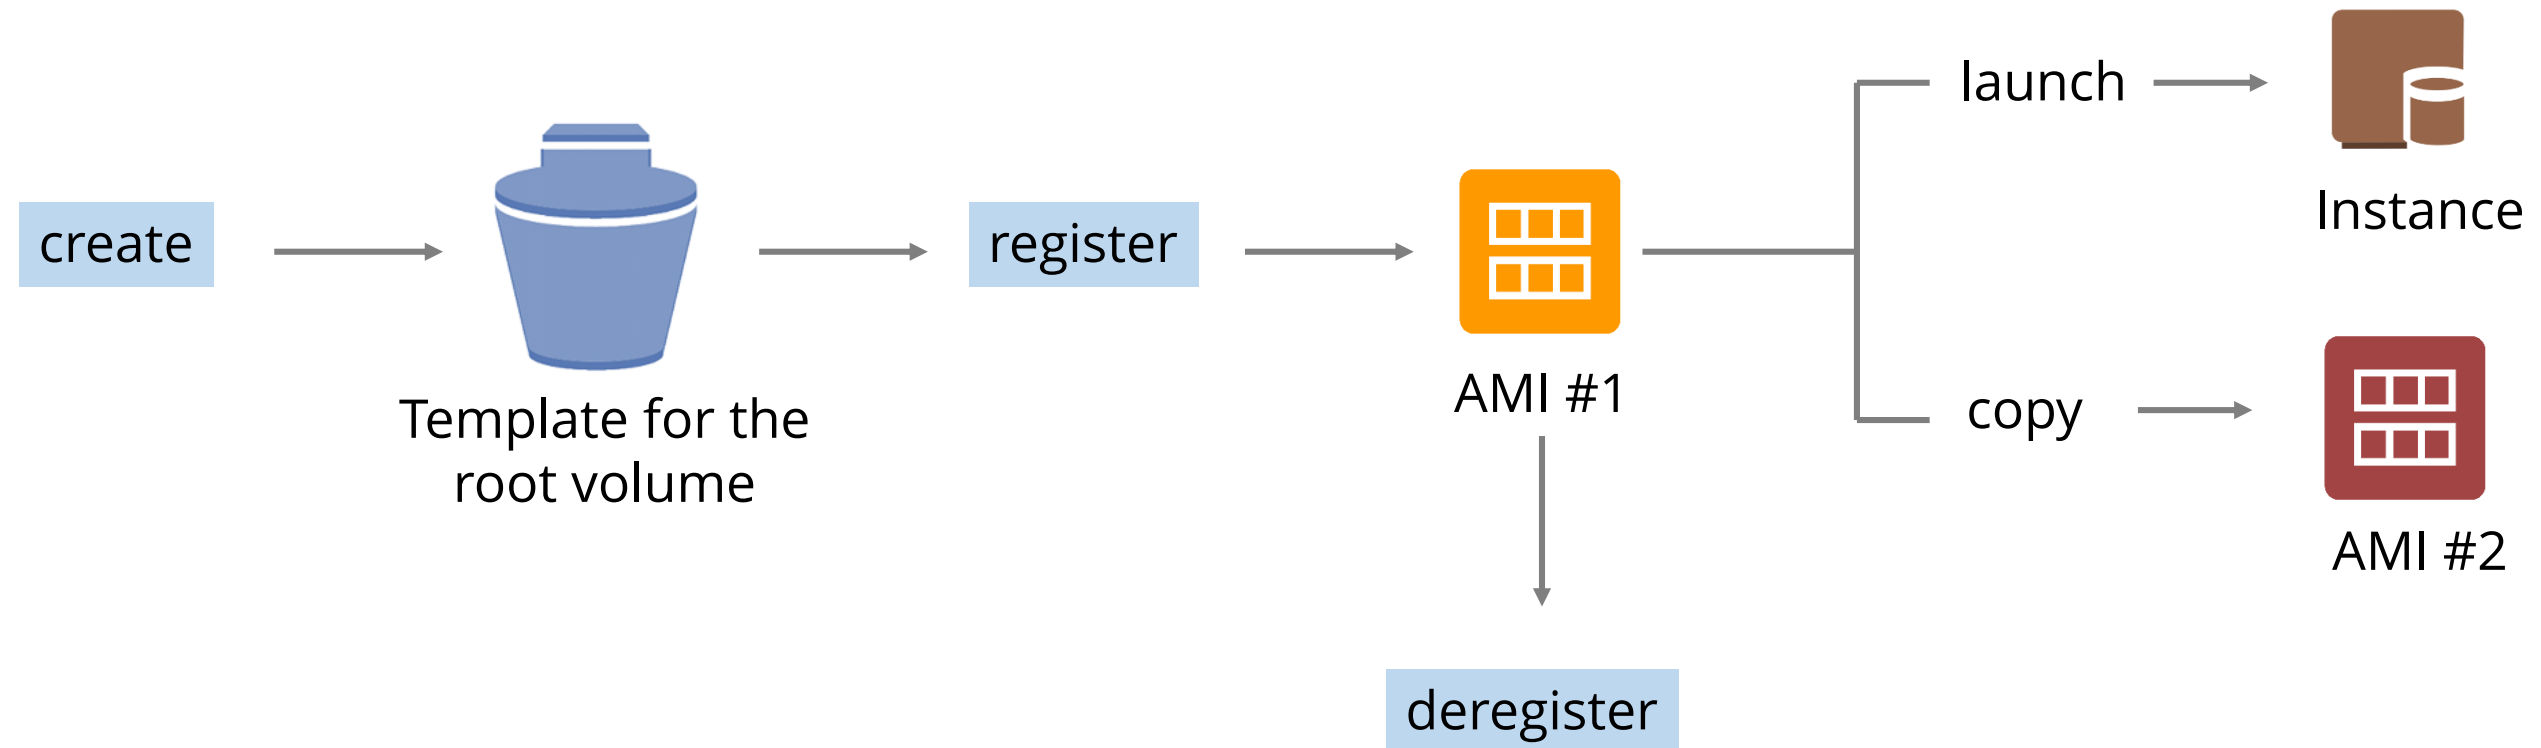 create
Template for the
root volume
register
AMI #1
launch
Instance
copy
AMI #2
deregister